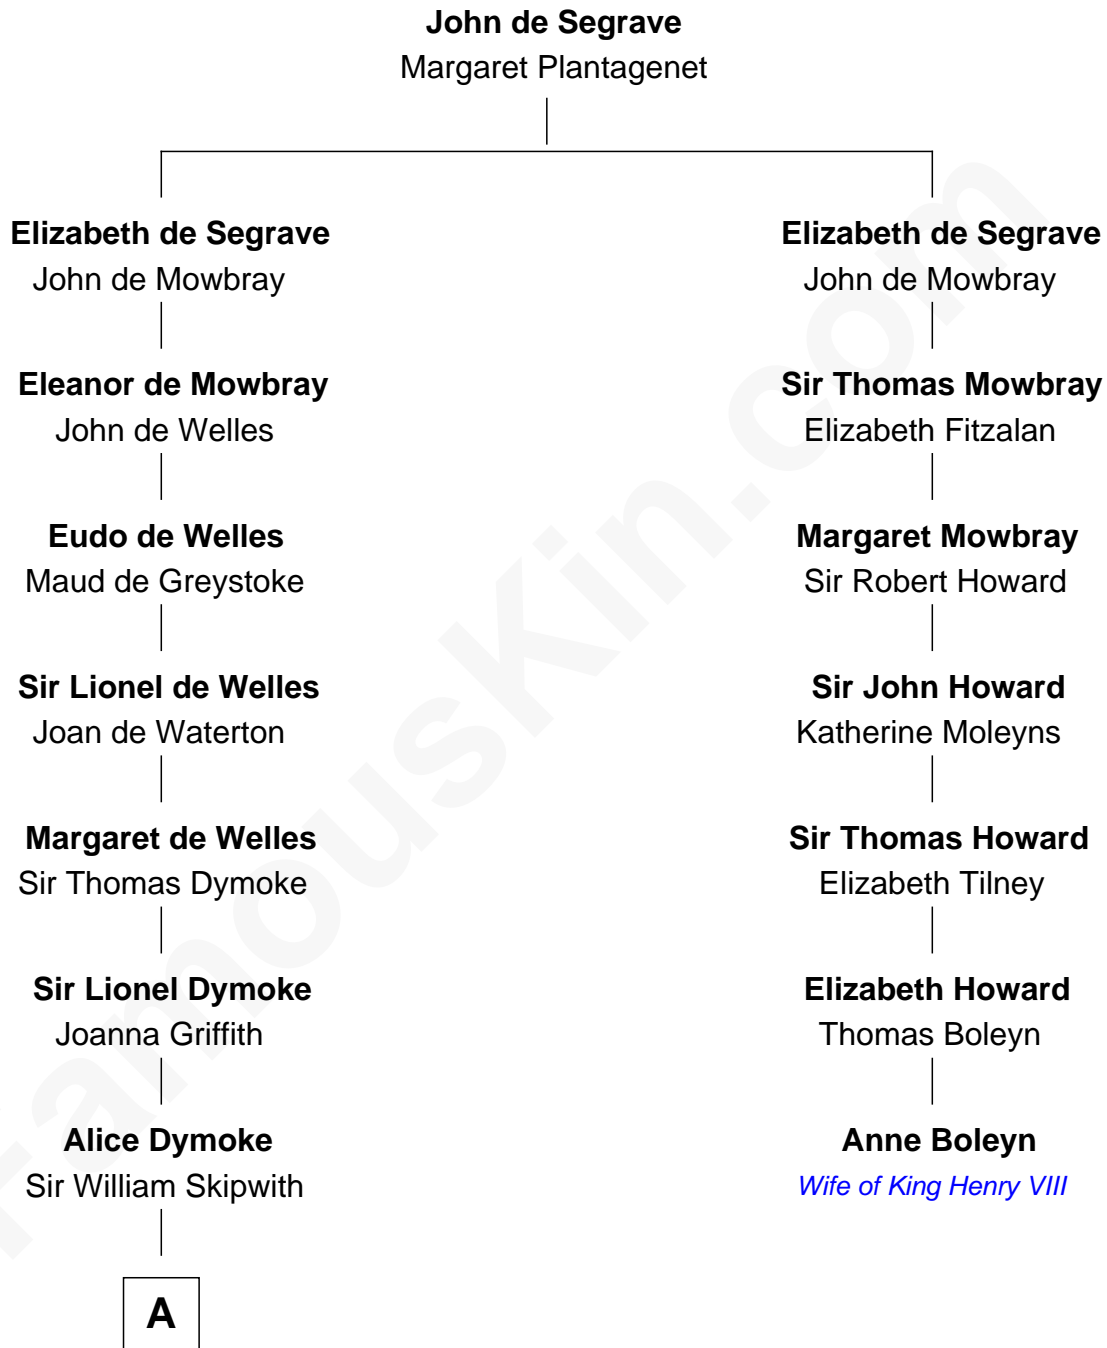 John de Segrave
Margaret Plantagenet
Elizabeth de Segrave
John de Mowbray
Eleanor de Mowbray
John de Welles
Eudo de Welles
Maud de Greystoke
Sir Lionel de Welles
Joan de Waterton
Margaret de Welles
Sir Thomas Dymoke
Sir Lionel Dymoke
Joanna Griffith
Alice Dymoke
Sir William Skipwith
A
Elizabeth de Segrave
John de Mowbray
Sir Thomas Mowbray
Elizabeth Fitzalan
Margaret Mowbray
Sir Robert Howard
Sir John Howard
Katherine Moleyns
Sir Thomas Howard
Elizabeth Tilney
Elizabeth Howard
Thomas Boleyn
Anne Boleyn
Wife of King Henry VIII
FamousKin.com